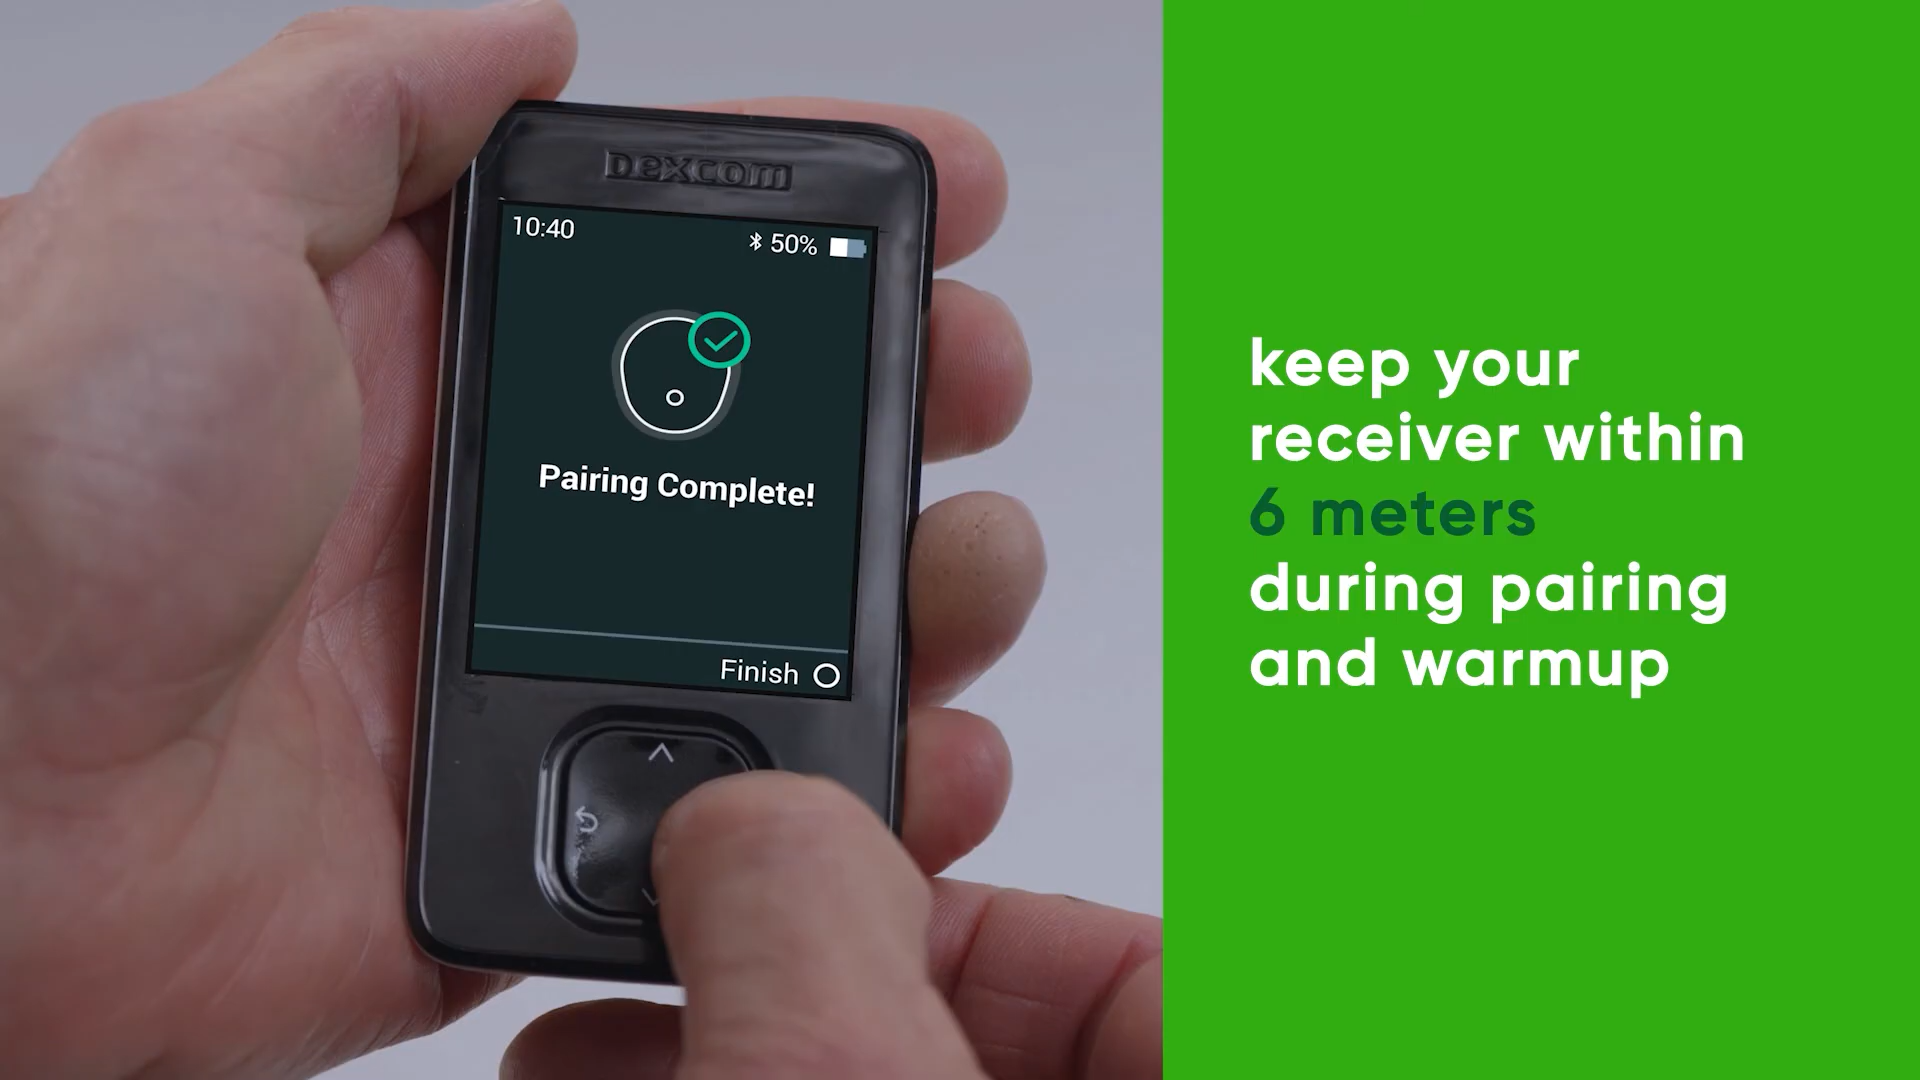 Dexcom
10:40 50%
Pairing Complete!
Finish
keep your
receiver within
6 meters
during pairing
and warmup